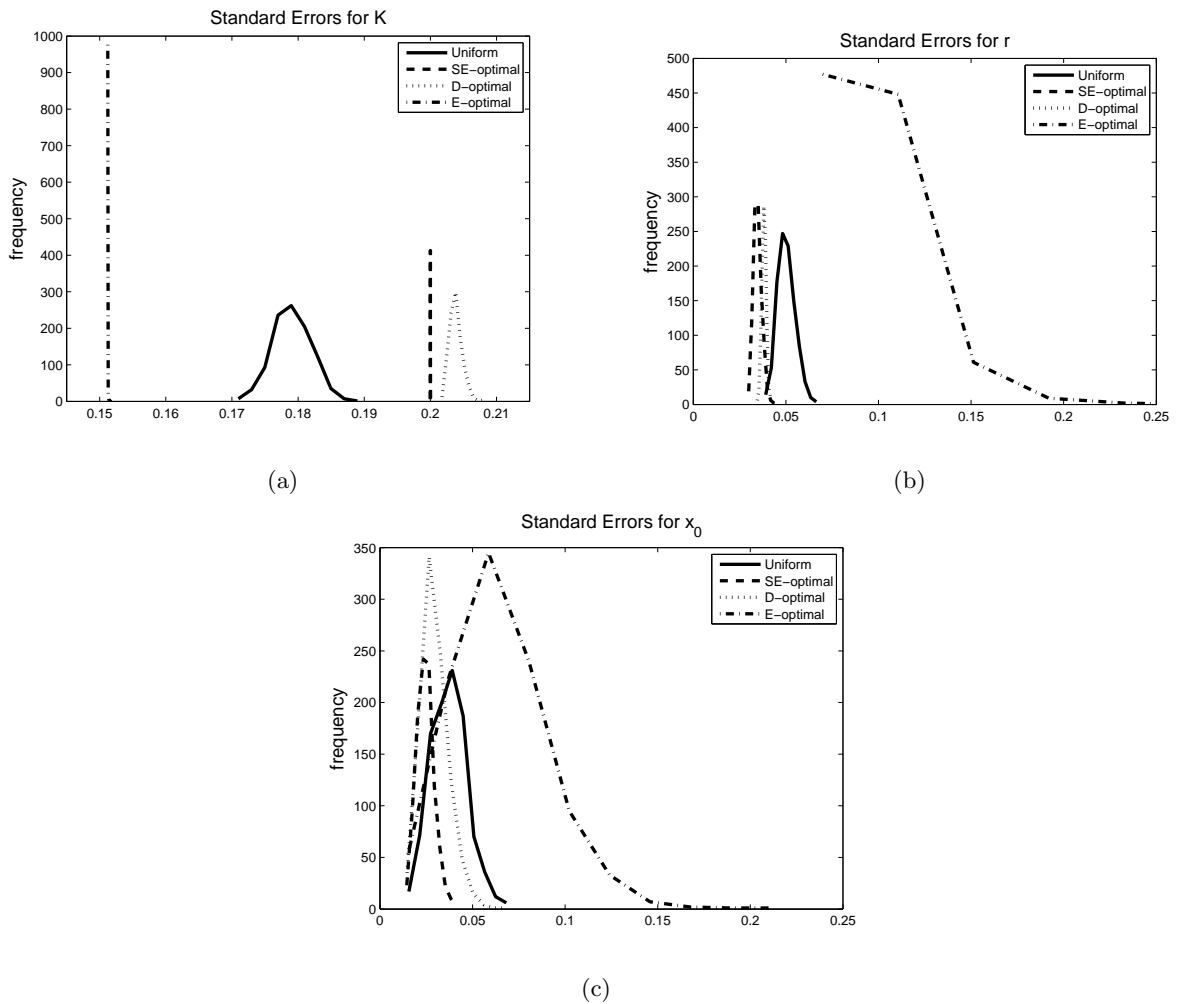 Standard Errors for K
1000
900
800
700
600
500
400
300
200
100
0
frequency
0.15
0.16
0.17
0.18
0.19
0.2
0.21
Uniform
SE-optimal
D-optimal
E-optimal
(a)
Standard Errors for r
500
450
400
350
300
250
200
150
100
50
0
frequency
0
0.05
0.1
0.15
0.2
0.25
Uniform
SE-optimal
D-optimal
E-optimal
(b)
Standard Errors for x0
350
300
250
200
150
100
50
0
frequency
0
0.05
0.1
0.15
0.2
0.25
Uniform
SE-optimal
D-optimal
E-optimal
(c)